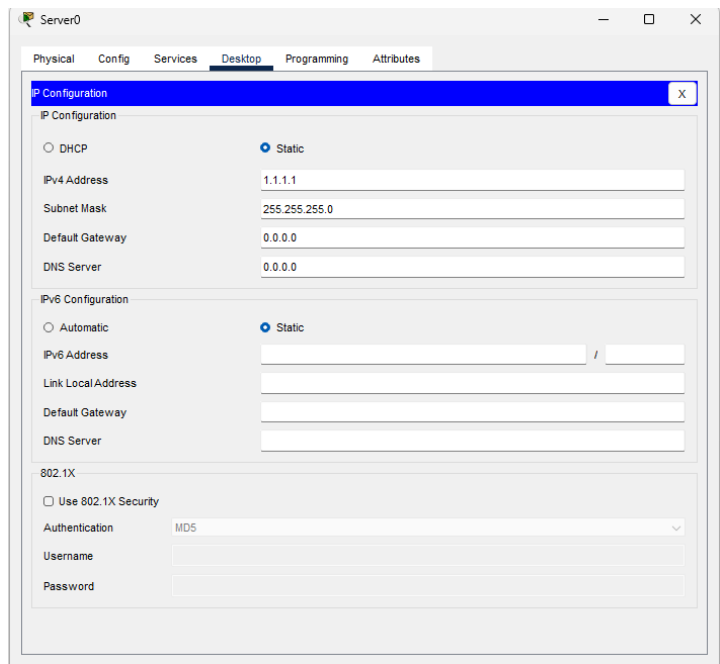 Server0
Physical Config Services Desktop Programming Attributes
IP Configuration X
IP Configuration
DHCP Static
IPv4 Address 1.1.1.1
Subnet Mask 255.255.255.0
Default Gateway 0.0.0.0
DNS Server 0.0.0.0
IPv6 Configuration
Automatic Static
IPv6 Address /
Link Local Address
Default Gateway
DNS Server
802.1X
Use 802.1X Security
Authentication MD5
Username
Password